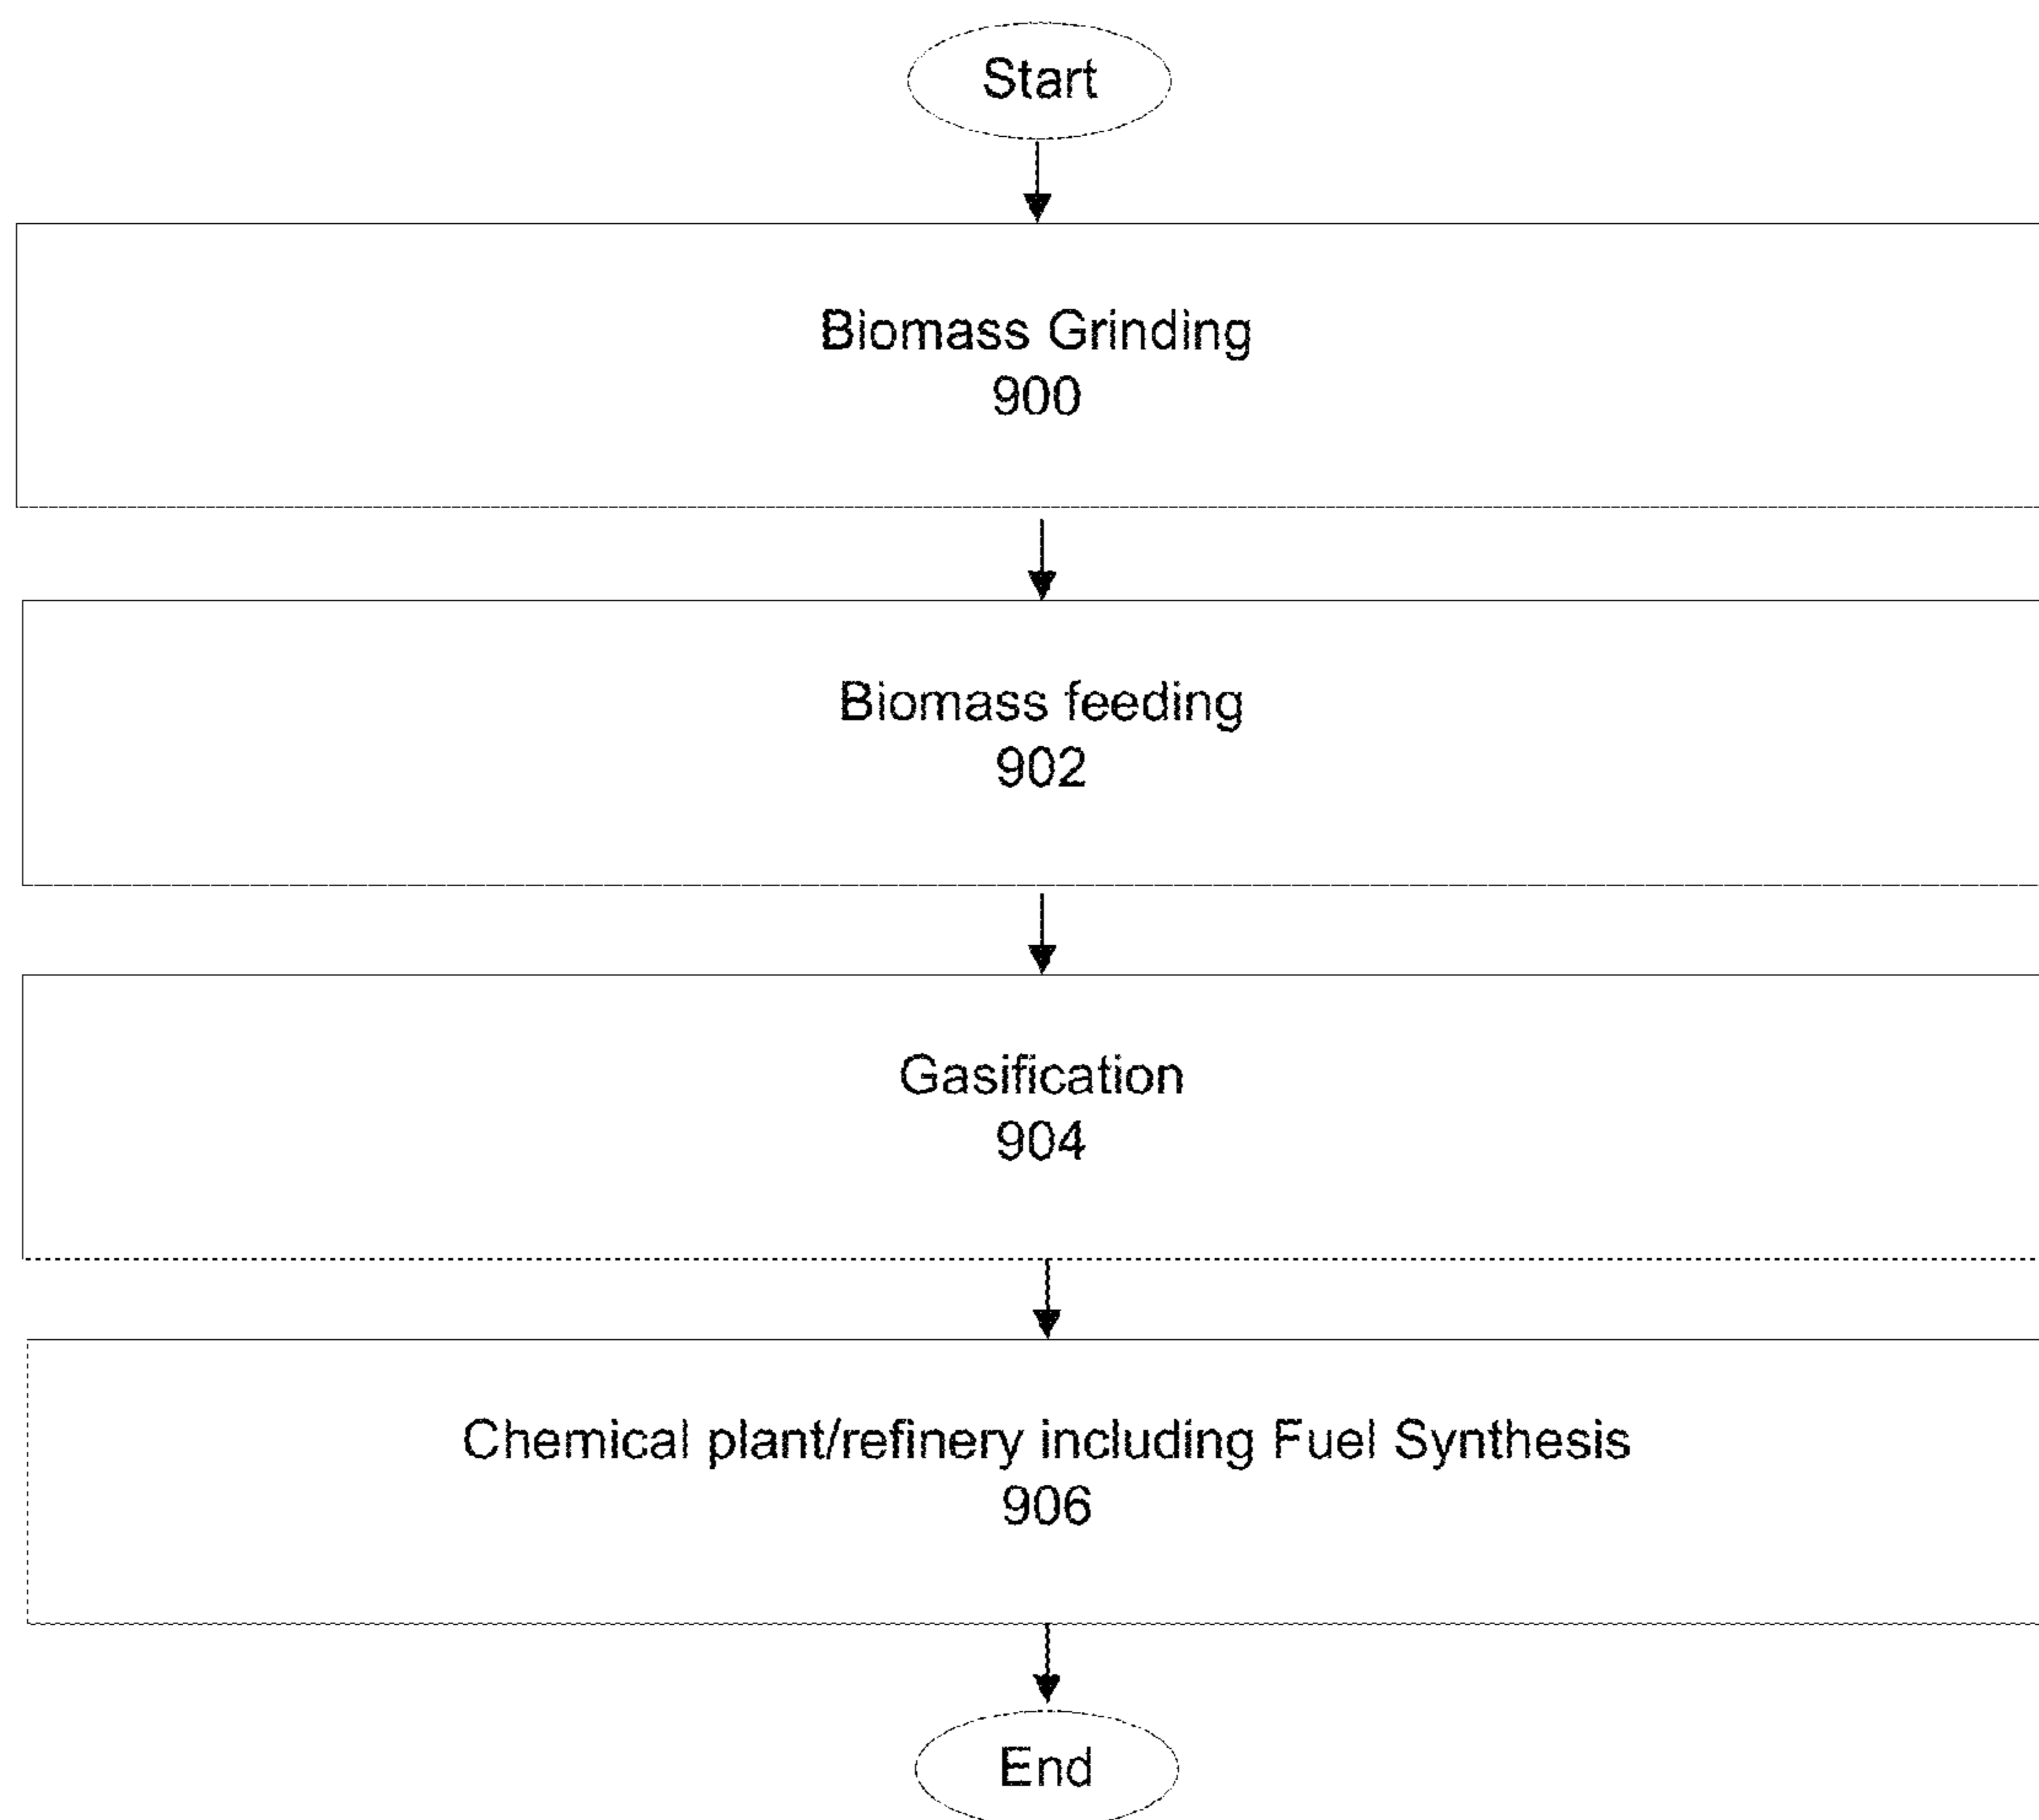 Start
Biomass Grinding
900
Biomass feeding
902
Gasification
904
Chemical plant/refinery including Fuel Synthesis
906
End